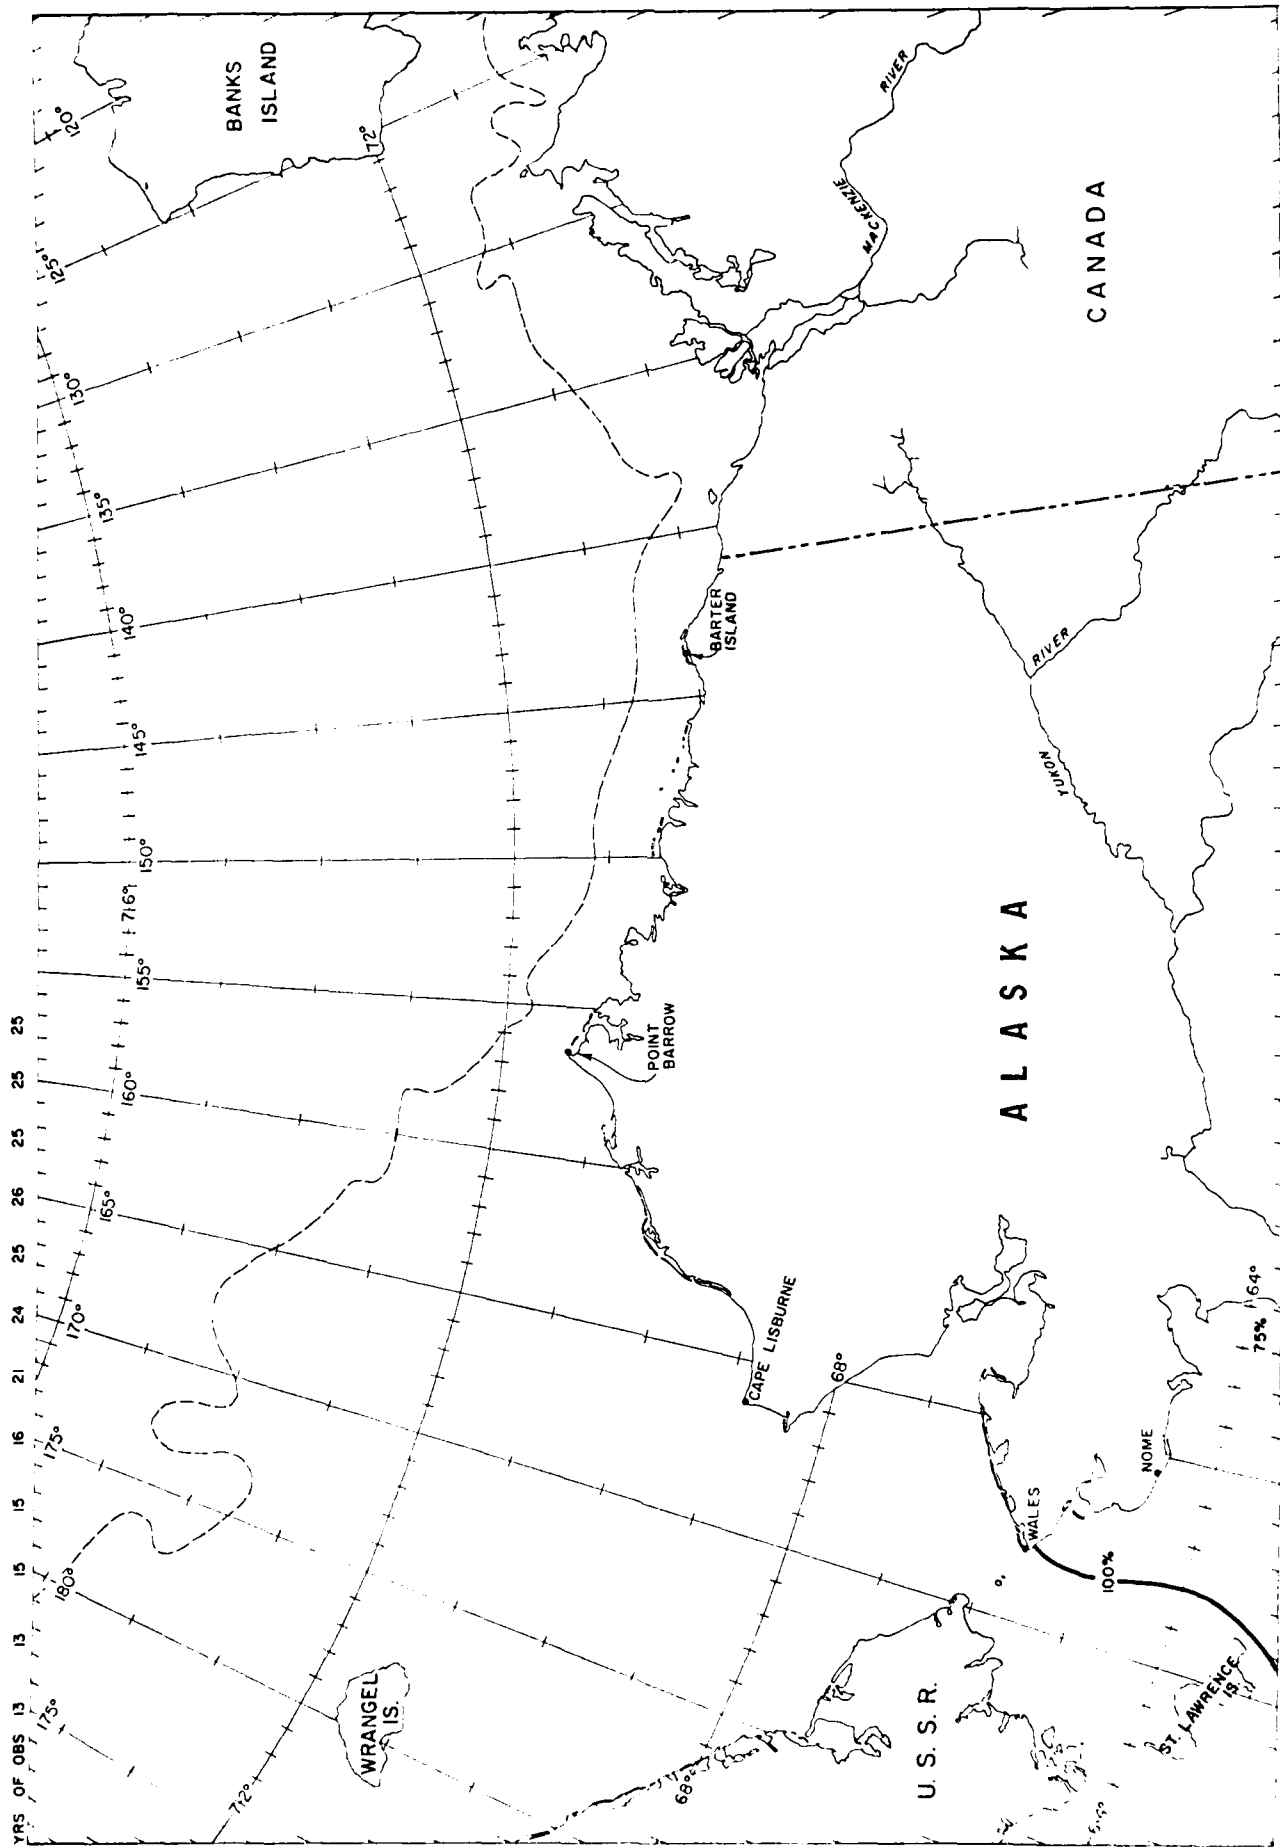 YRS OF OBS 13 13 15 15 16 21 24 25 26 25 25 25
175°
180°
175°
170°
165°
160°
155°
76°
150°
145°
140°
135°
130°
125°
120°
BANKS
ISLAND
72°
72°
WRANGEL
IS.
POINT
BARROW
BARTER
ISLAND
MACKENZIE
RIVER
CANADA
CAPE LISBURNE
68°
68°
ALASKA
YUKON
RIVER
U. S. S. R.
WALES
NOME
100%
75%
64°
ST. LAWRENCE
IS.